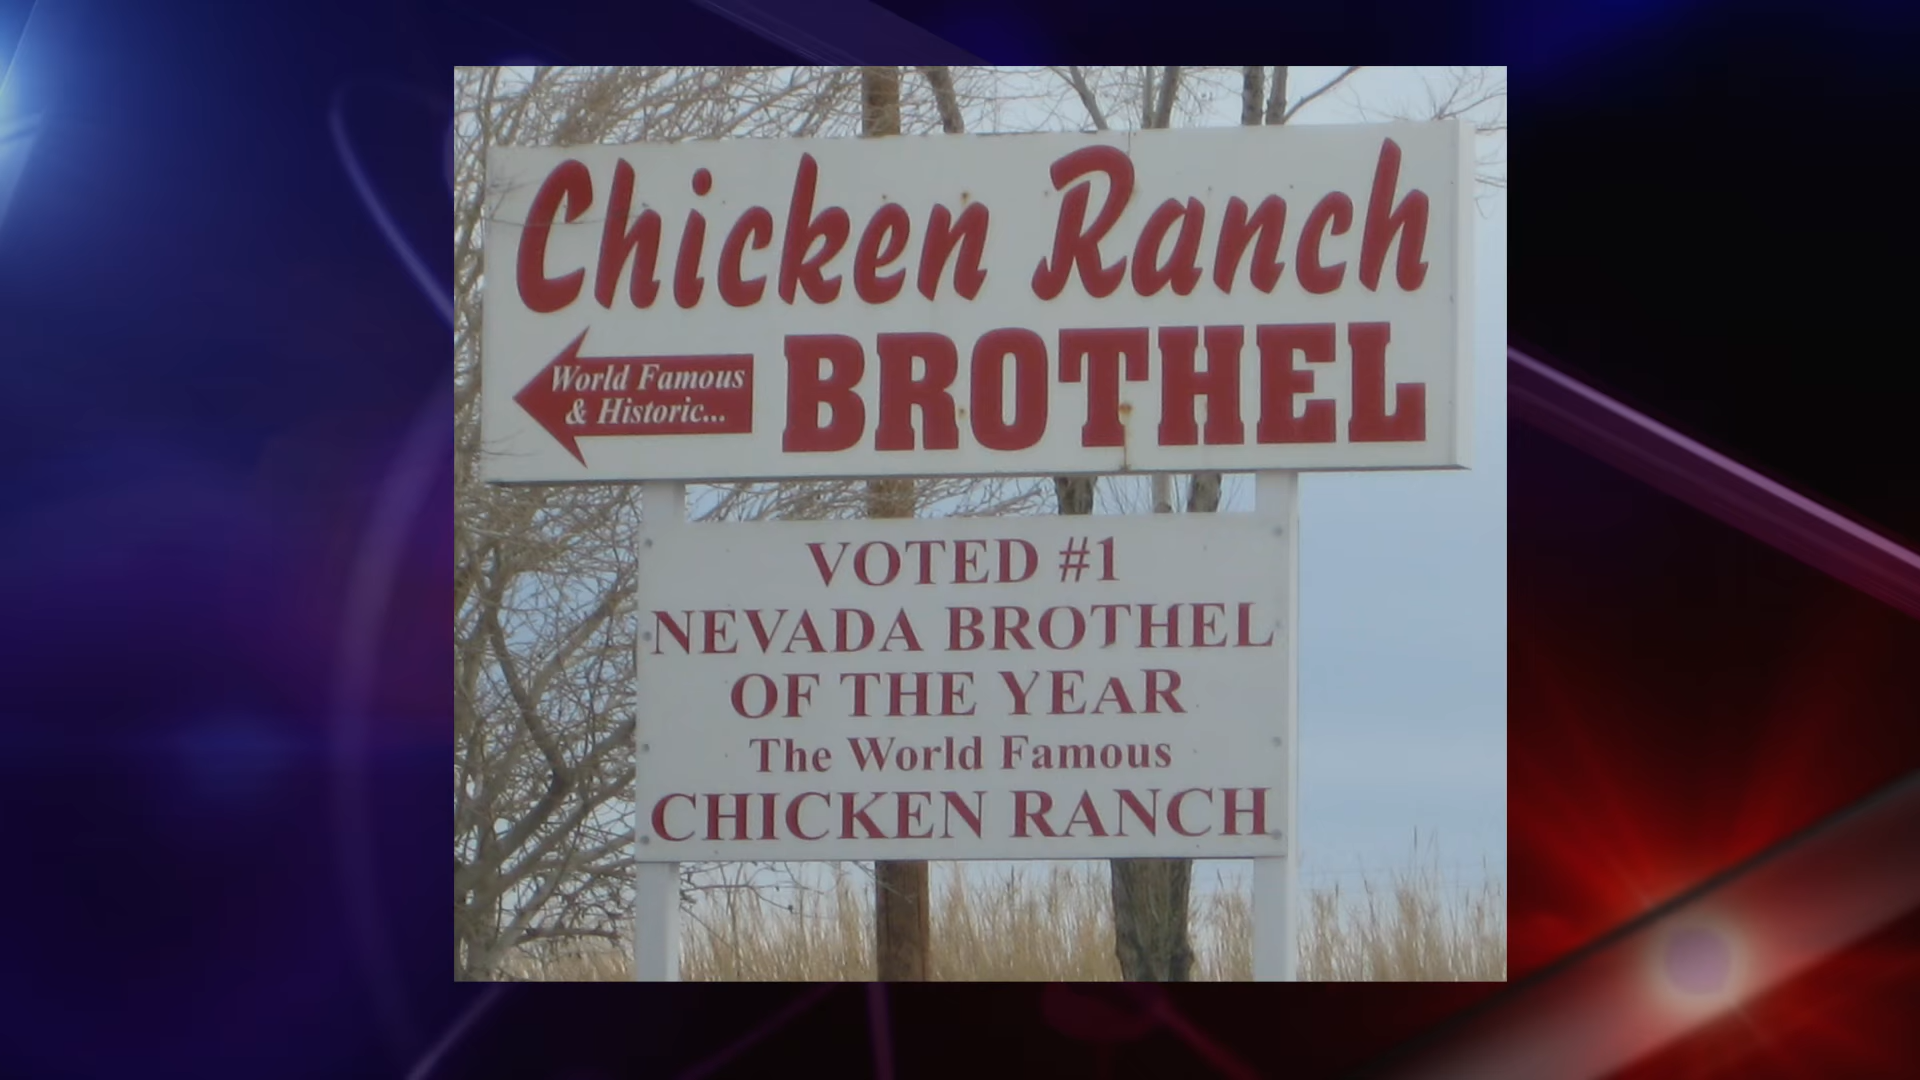 Chicken Ranch
World Famous
& Historic...
BROTHEL
VOTED #1
NEVADA BROTHEL
OF THE YEAR
The World Famous
CHICKEN RANCH